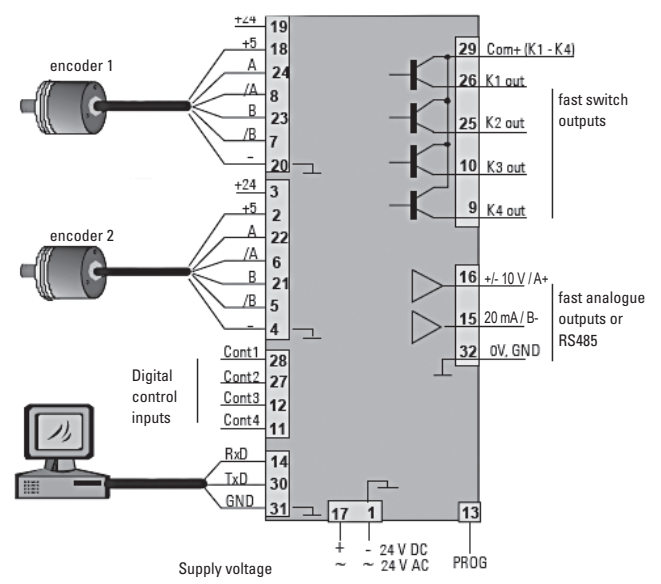 +24 19
encoder 1
+5 18
A 24
/A 8
B 23
/B 7
– 20
+24 3
encoder 2
+5 2
A 22
/A 6
B 21
/B 5
– 4
Digital
control
inputs
Cont1 28
Cont2 27
Cont3 12
Cont4 11
RxD 14
TxD 30
GND 31
29 Com+ (K1 - K4)
26 K1 out
25 K2 out
10 K3 out
9 K4 out
fast switch
outputs
16 +/- 10 V / A+
15 20 mA / B-
32 0V, GND
fast analogue
outputs or
RS485
17 1 13
+ - 24 V DC
~ ~ 24 V AC
PROG
Supply voltage